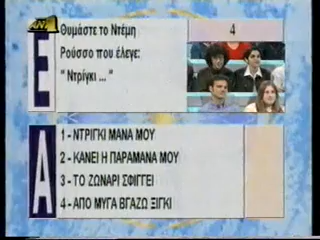 ΑΝΤ1
Ε
Θυμάστε το Ντέμη
Ρούσσο που έλεγε:
" Ντρίγκι ... "
4
Α
1 - ΝΤΡΙΓΚΙ ΜΑΝΑ ΜΟΥ
2 - ΚΑΝΕΙ Η ΠΑΡΑΜΑΝΑ ΜΟΥ
3 - ΤΟ ΖΩΝΑΡΙ ΣΦΙΓΓΕΙ
4 - ΑΠΟ ΜΥΓΑ ΒΓΑΖΩ ΞΙΓΚΙ